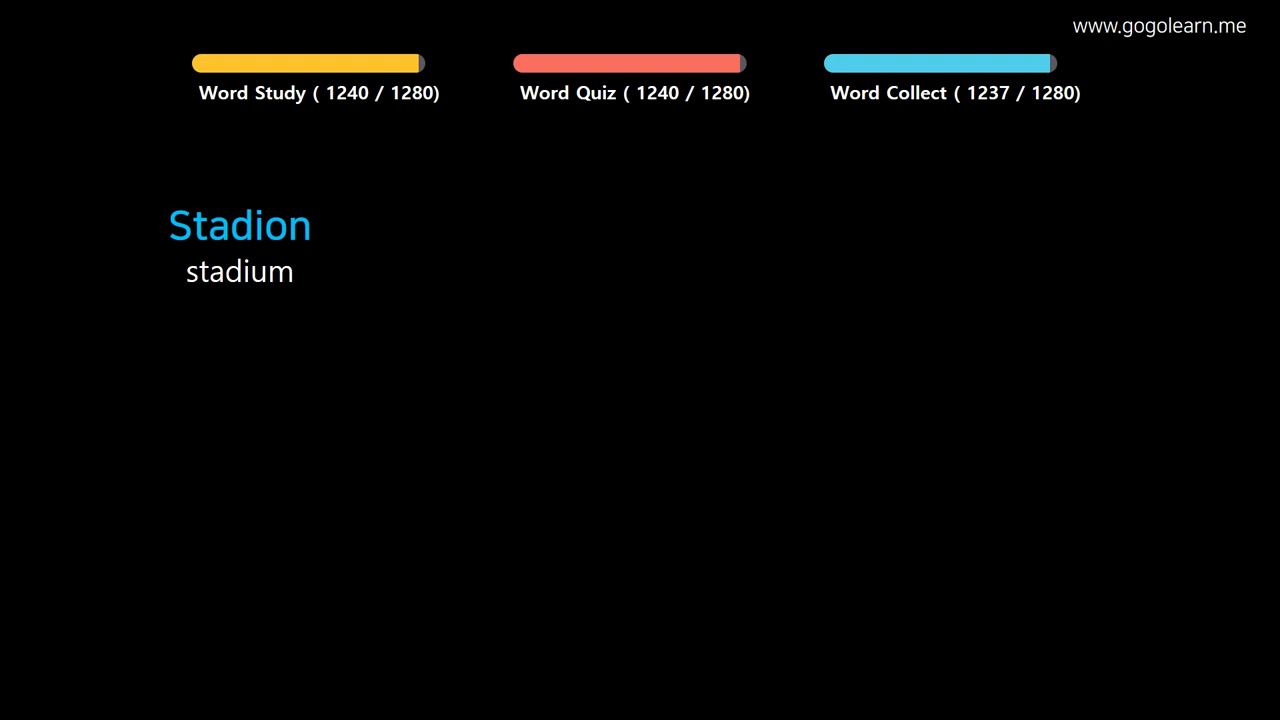 www.gogolearn.me
Word Study ( 1240 / 1280)
Word Quiz ( 1240 / 1280)
Word Collect ( 1237 / 1280)
Stadion
stadium